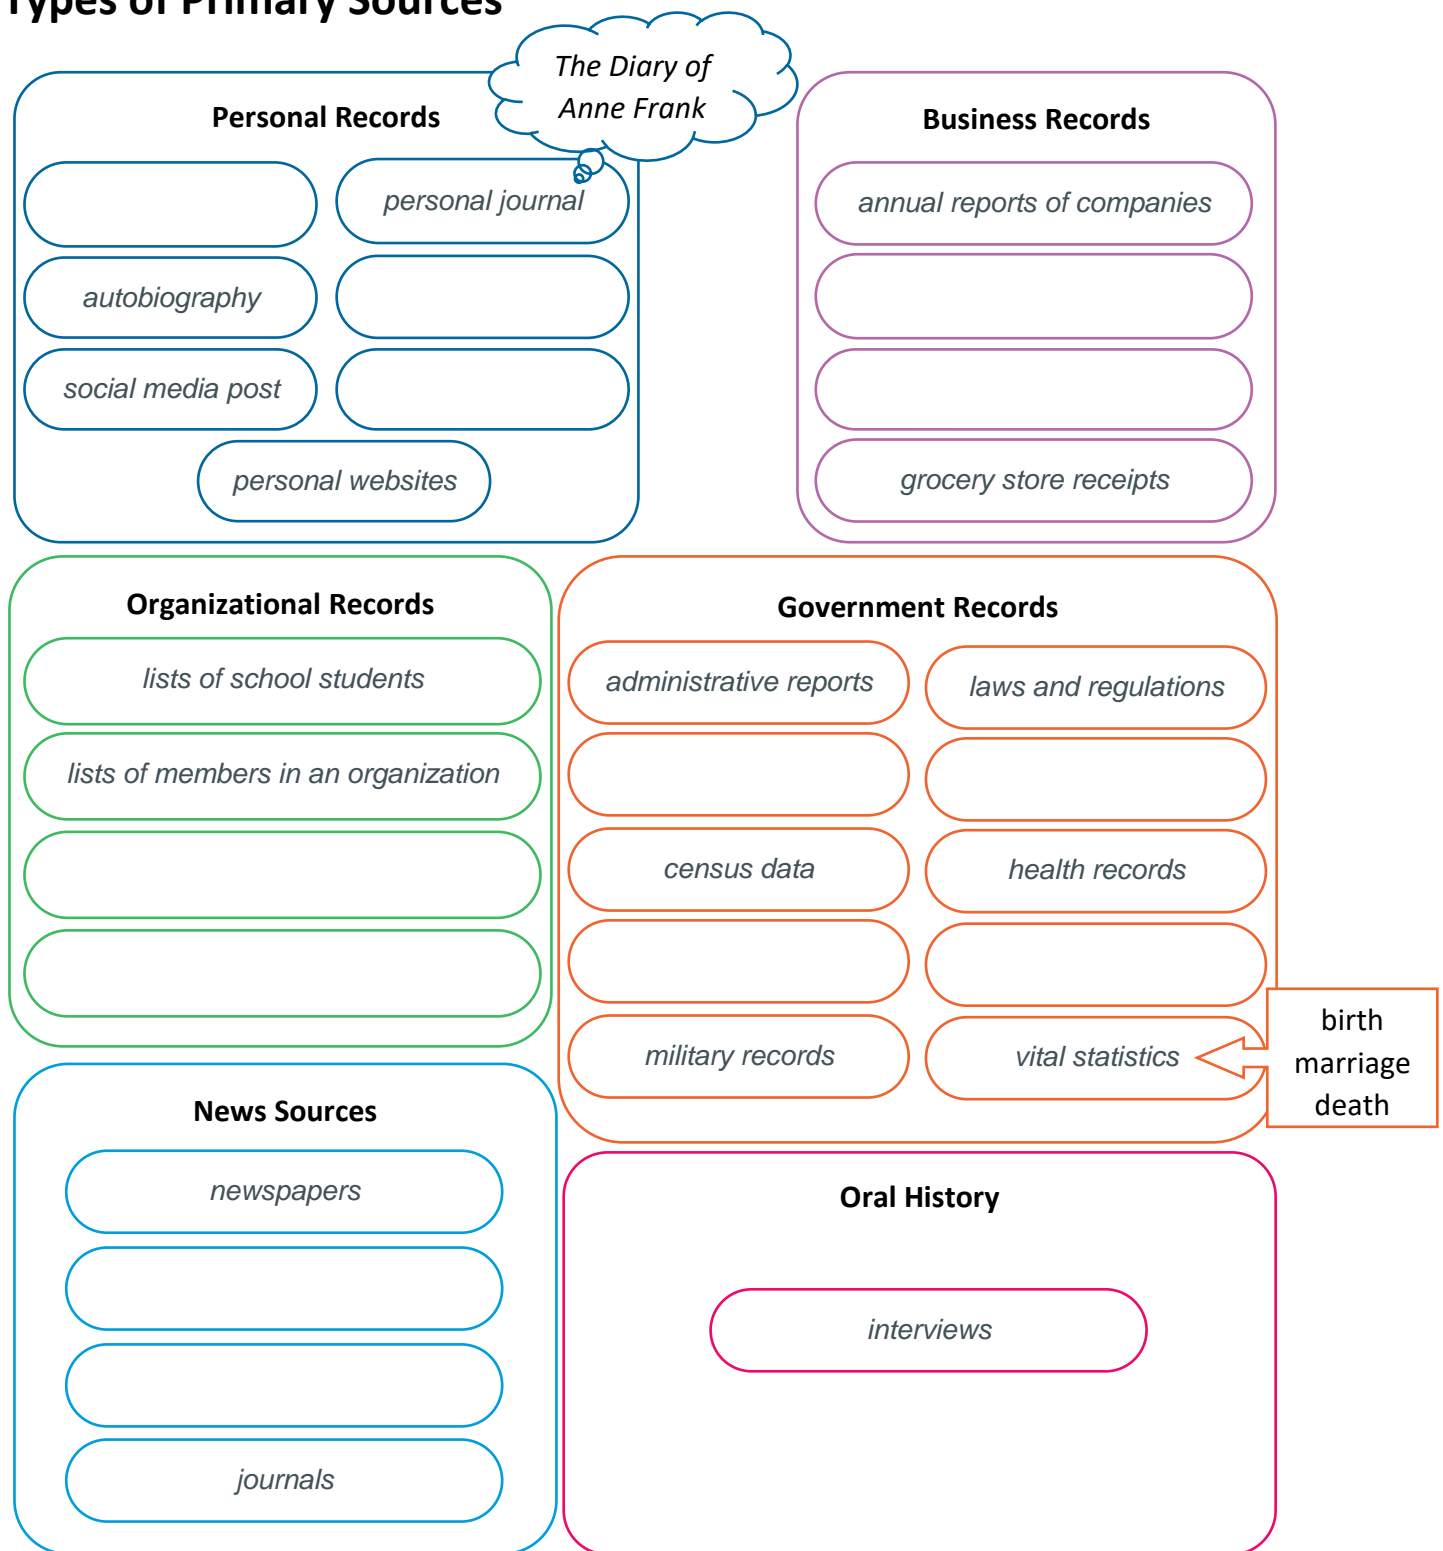 Types of Primary Sources
The Diary of
Anne Frank
Personal Records
personal journal
autobiography
social media post
personal websites
Business Records
annual reports of companies
grocery store receipts
Organizational Records
lists of school students
lists of members in an organization
Government Records
administrative reports
laws and regulations
census data
health records
military records
vital statistics
birth
marriage
death
News Sources
newspapers
journals
Oral History
interviews